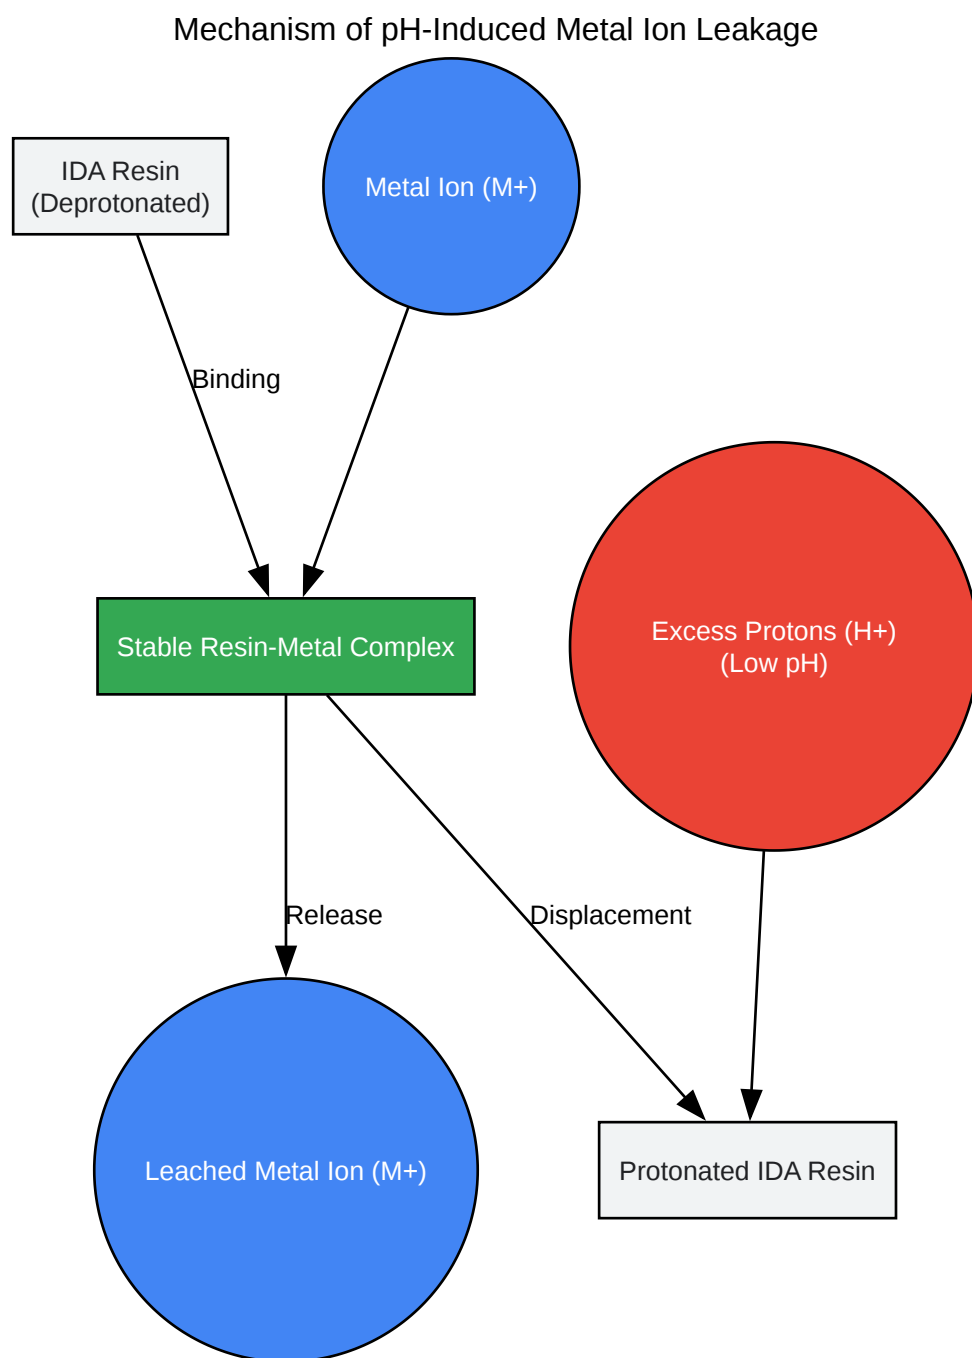 Mechanism of pH-Induced Metal Ion Leakage
IDA Resin
(Deprotonated)
Metal Ion (M+)
Binding
Stable Resin-Metal Complex
Excess Protons (H+)
(Low pH)
Release
Displacement
Leached Metal Ion (M+)
Protonated IDA Resin